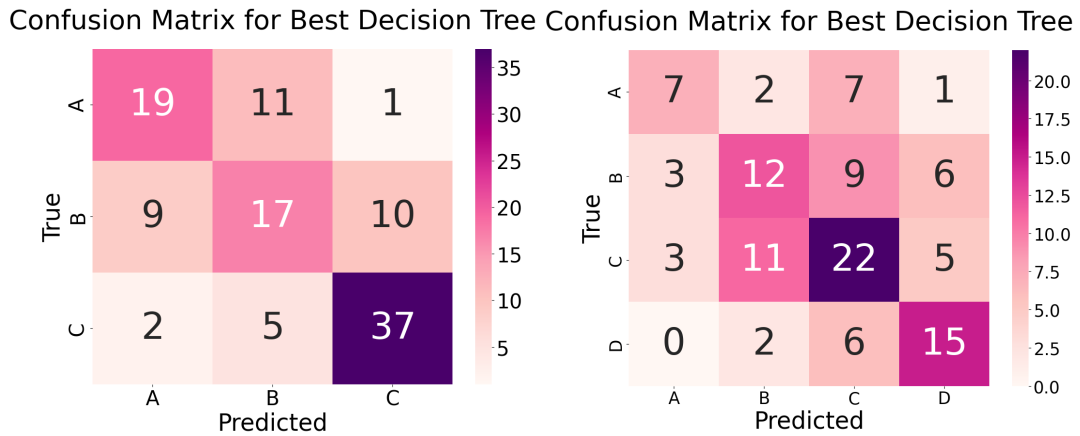 Confusion Matrix for Best Decision Tree
A 19 11 1
B 9 17 10
C 2 5 37
A B C
True
Predicted
35
30
25
20
15
10
5
Confusion Matrix for Best Decision Tree
A 7 2 7 1
B 3 12 9 6
C 3 11 22 5
D 0 2 6 15
A B C D
True
Predicted
20.0
17.5
15.0
12.5
10.0
7.5
5.0
2.5
0.0